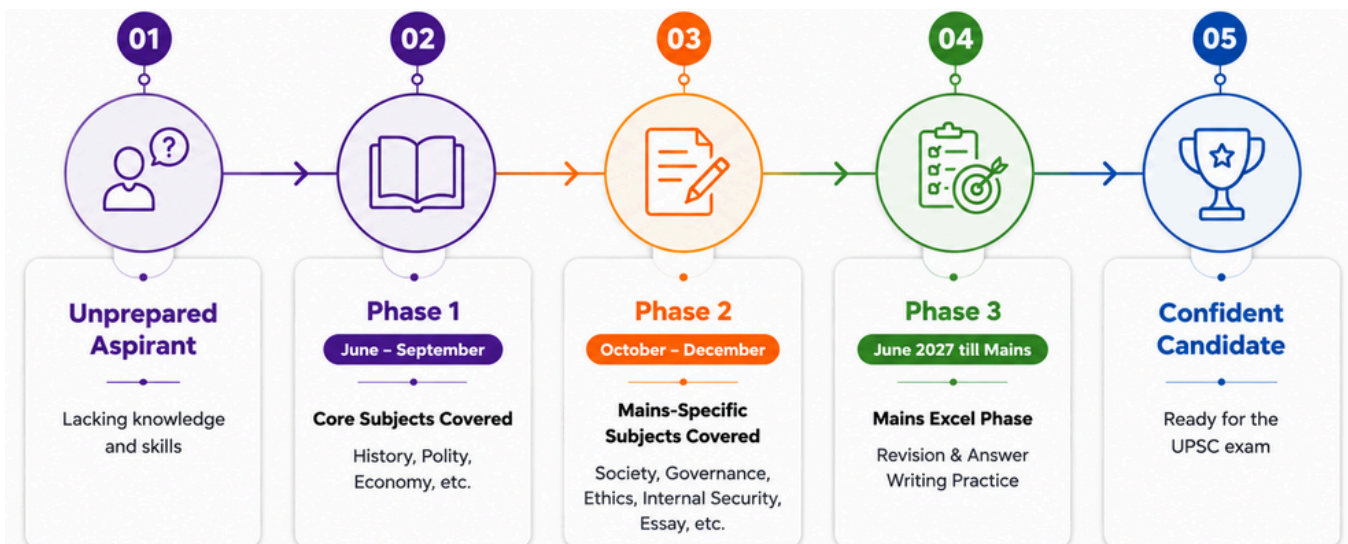 01
Unprepared
Aspirant
Lacking knowledge
and skills
02
Phase 1
June – September
Core Subjects Covered
History, Polity,
Economy, etc.
03
Phase 2
October – December
Mains-Specific
Subjects Covered
Society, Governance,
Ethics, Internal Security,
Essay, etc.
04
Phase 3
June 2027 till Mains
Mains Excel Phase
Revision & Answer
Writing Practice
05
Confident
Candidate
Ready for the
UPSC exam